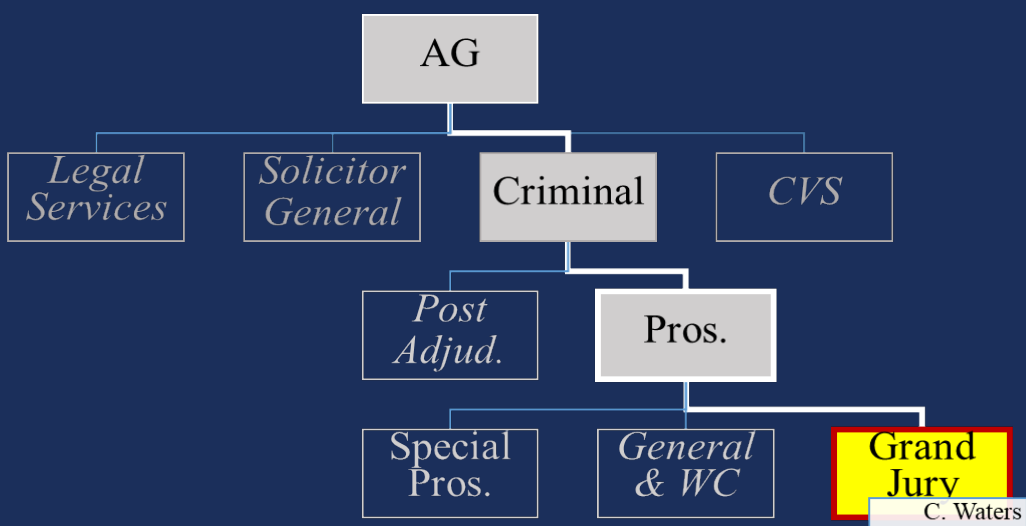 AG
Legal
Services
Solicitor
General
Criminal
CVS
Post
Adjud.
Pros.
Special
Pros.
General
& WC
Grand
Jury
C. Waters